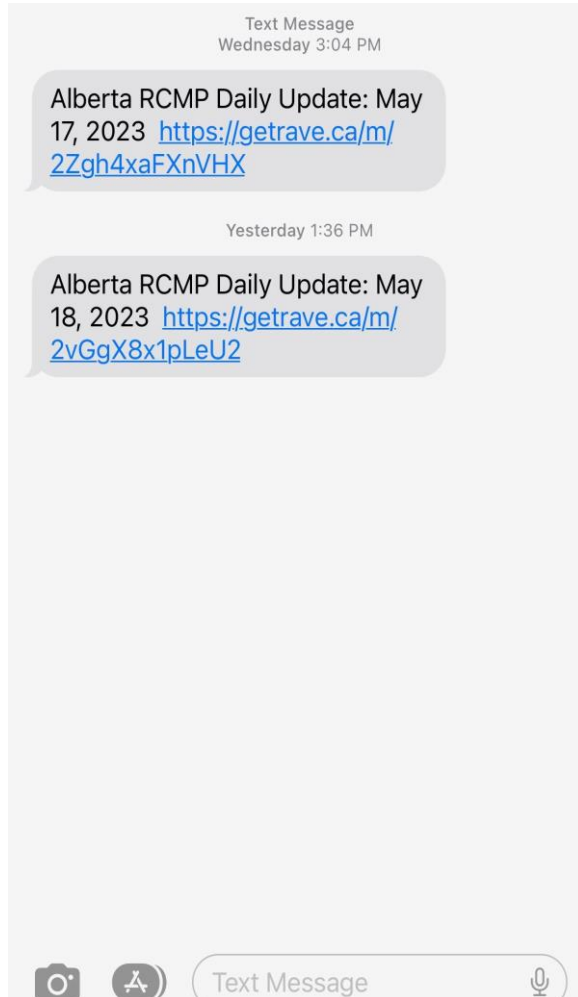 Text Message
Wednesday 3:04 PM
Alberta RCMP Daily Update: May
17, 2023  https://getrave.ca/m/
2Zgh4xaFXnVHX
Yesterday 1:36 PM
Alberta RCMP Daily Update: May
18, 2023  https://getrave.ca/m/
2vGgX8x1pLeU2
Text Message